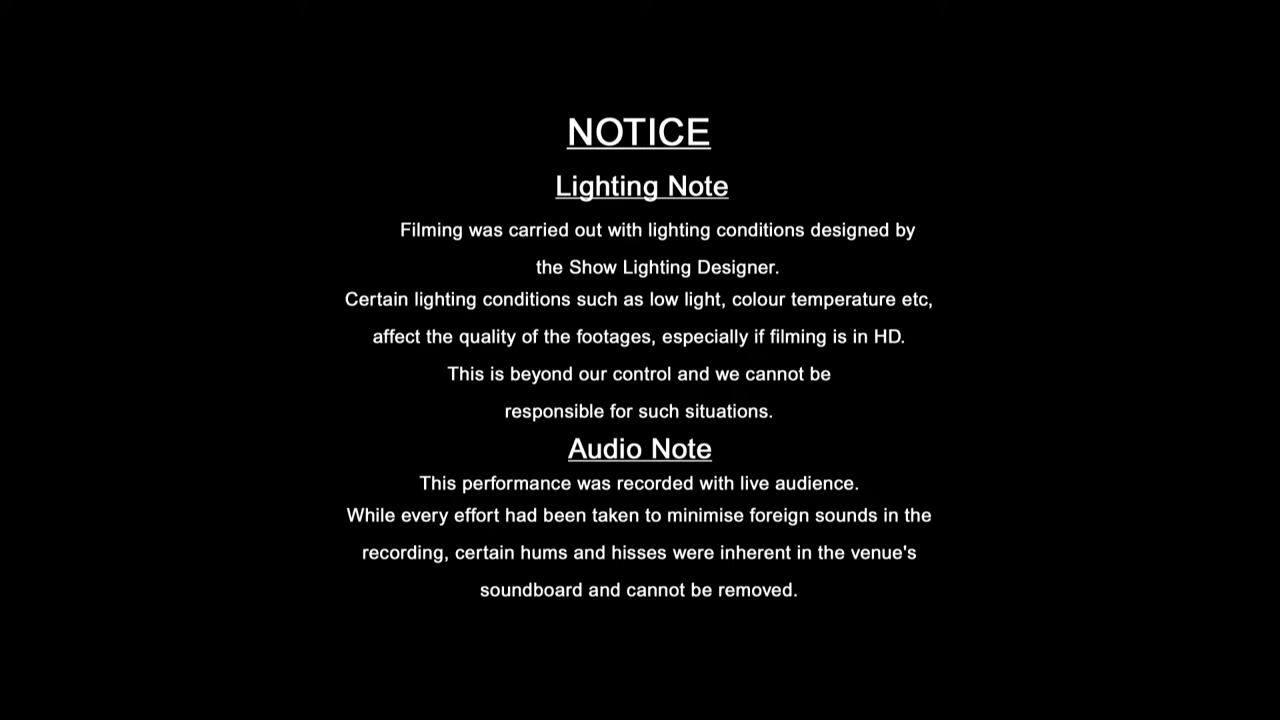 NOTICE
Lighting Note
Filming was carried out with lighting conditions designed by
the Show Lighting Designer.
Certain lighting conditions such as low light, colour temperature etc,
affect the quality of the footages, especially if filming is in HD.
This is beyond our control and we cannot be
responsible for such situations.
Audio Note
This performance was recorded with live audience.
While every effort had been taken to minimise foreign sounds in the
recording, certain hums and hisses were inherent in the venue's
soundboard and cannot be removed.